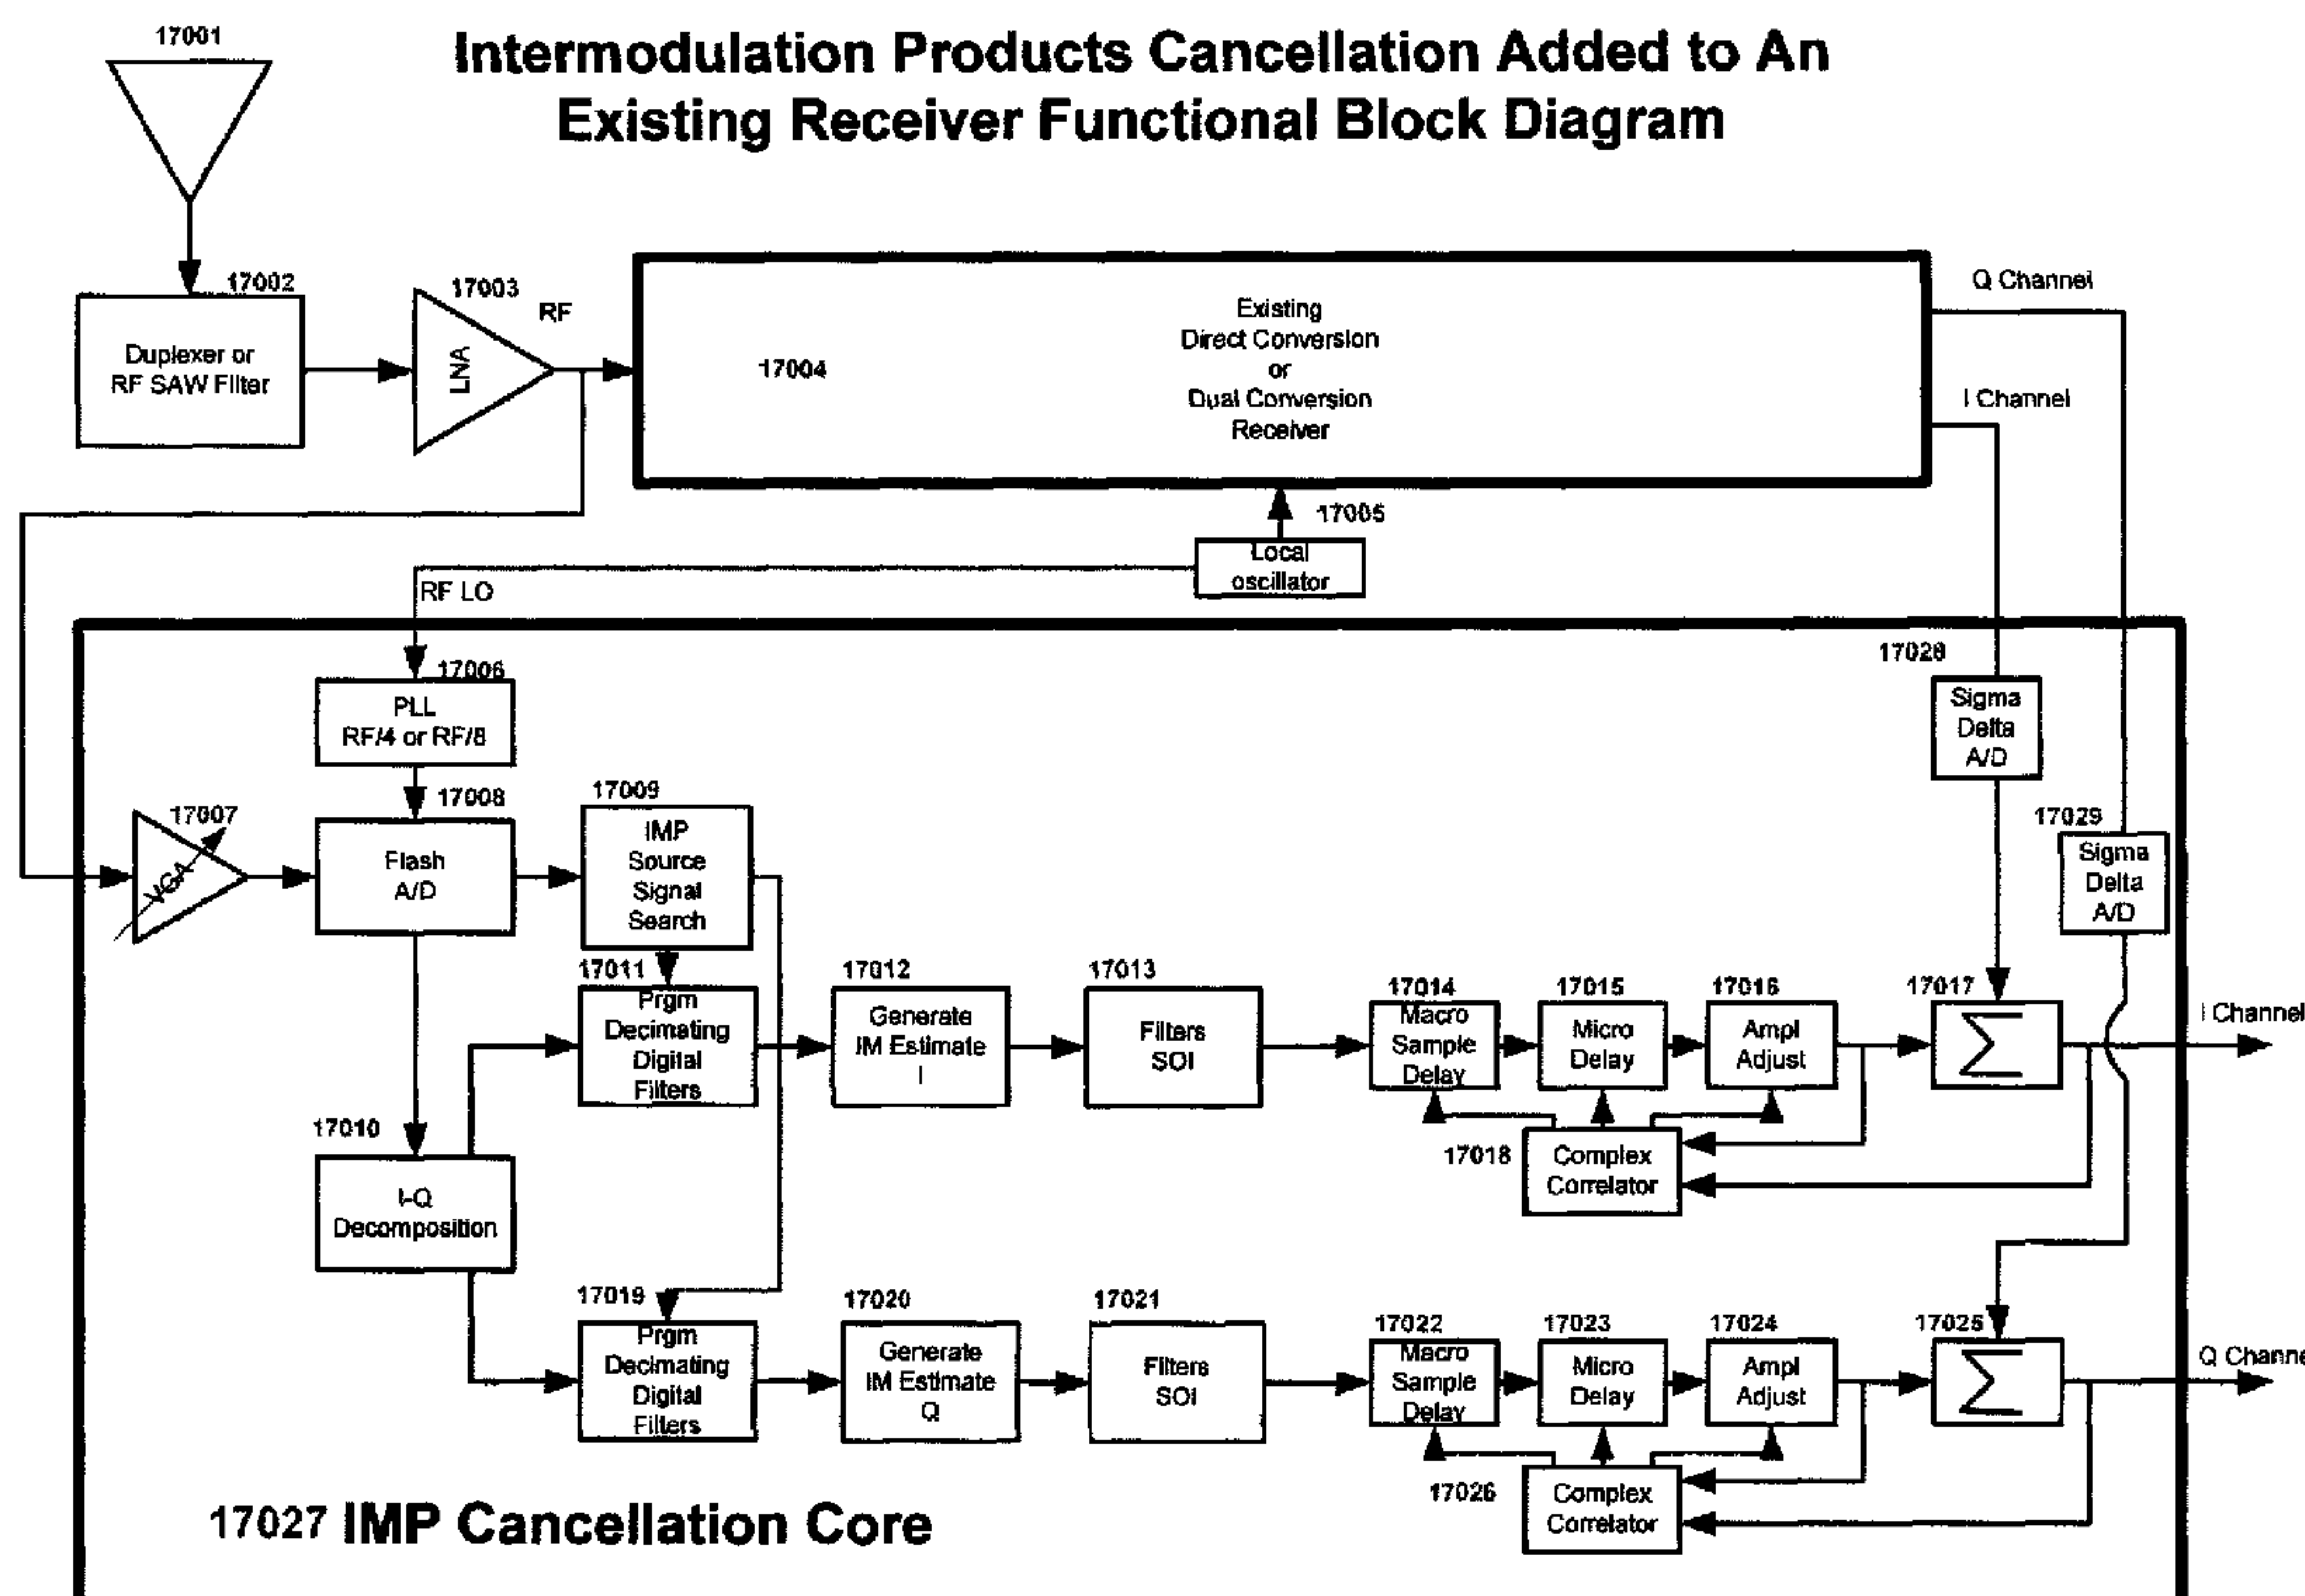 17001
Intermodulation Products Cancellation Added to An
Existing Receiver Functional Block Diagram
17002
Duplexer or
RF SAW Filter
17003
LNA
RF
17004
Existing
Direct Conversion
or
Dual Conversion
Receiver
Q Channel
I Channel
17005
Local
oscillator
RF LO
17006
PLL
RF/4 or RF/8
17007
VGA
17008
Flash
A/D
17009
IMP
Source
Signal
Search
17028
Sigma
Delta
A/D
17029
Sigma
Delta
A/D
17010
I-Q
Decomposition
17011
Prgm
Decimating
Digital
Filters
17012
Generate
IM Estimate
I
17013
Filters
SOI
17014
Macro
Sample
Delay
17015
Micro
Delay
17016
Ampl
Adjust
17017
Σ
I Channel
17018
Complex
Correlator
17019
Prgm
Decimating
Digital
Filters
17020
Generate
IM Estimate
Q
17021
Filters
SOI
17022
Macro
Sample
Delay
17023
Micro
Delay
17024
Ampl
Adjust
17025
Σ
Q Channe
17026
Complex
Correlator
17027 IMP Cancellation Core